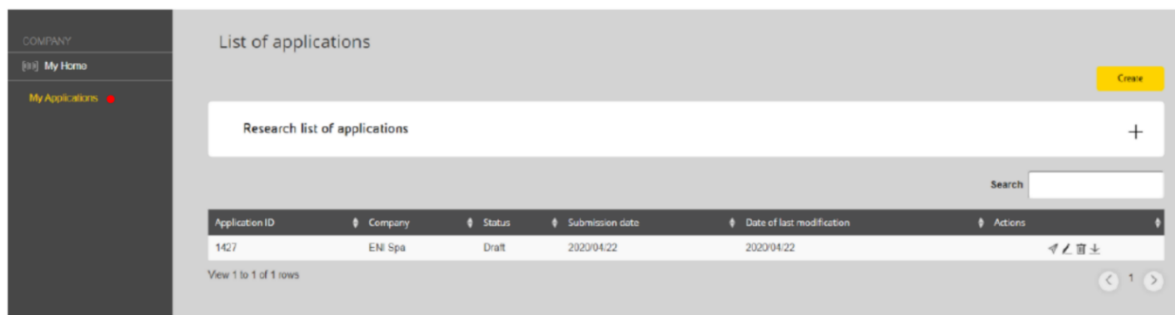 COMPANY
My Home
My Applications
List of applications
Create
Research list of applications
Search
Application ID Company Status Submission date Date of last modification Actions
1427 ENI Spa Draft 2020/04/22 2020/04/22
View 1 to 1 of 1 rows
1